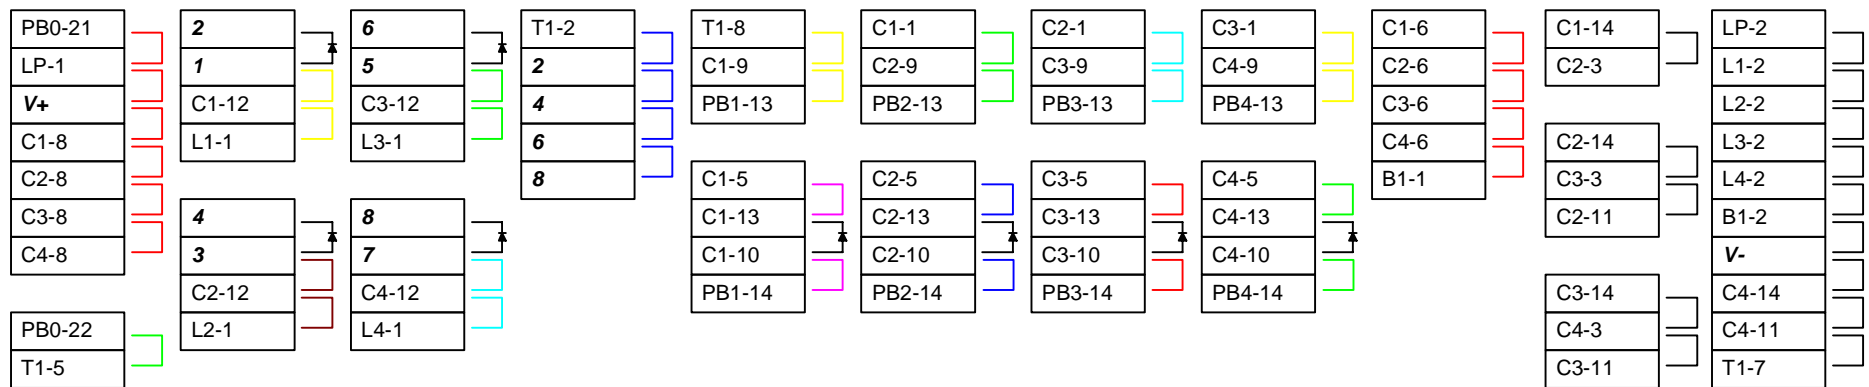 PB0-21
LP-1
V+
C1-8
C2-8
C3-8
C4-8
PB0-22
T1-5
2
1
C1-12
L1-1
4
3
C2-12
L2-1
6
5
C3-12
L3-1
8
7
C4-12
L4-1
T1-2
2
4
6
8
T1-8
C1-9
PB1-13
C1-5
C1-13
C1-10
PB1-14
C1-1
C2-9
PB2-13
C2-5
C2-13
C2-10
PB2-14
C2-1
C3-9
PB3-13
C3-5
C3-13
C3-10
PB3-14
C3-1
C4-9
PB4-13
C4-5
C4-13
C4-10
PB4-14
C1-6
C2-6
C3-6
C4-6
B1-1
C1-14
C2-3
C2-14
C3-3
C2-11
C3-14
C4-3
C3-11
LP-2
L1-2
L2-2
L3-2
L4-2
B1-2
V-
C4-14
C4-11
T1-7